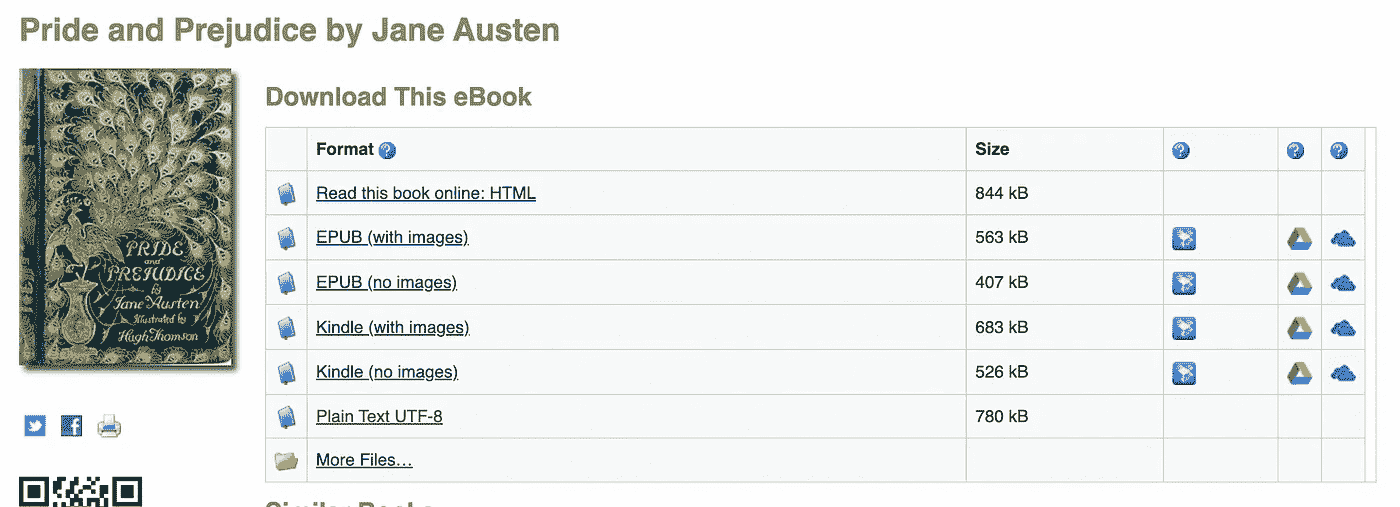 Pride and Prejudice by Jane Austen
PRIDE
and
PREJUDICE
by
Jane Austen
Illustrated by
Hugh Thomson
Download This eBook
Format ? Size ? ? ?
Read this book online: HTML 844 kB
EPUB (with images) 563 kB
EPUB (no images) 407 kB
Kindle (with images) 683 kB
Kindle (no images) 526 kB
Plain Text UTF-8 780 kB
More Files…
Similar Books